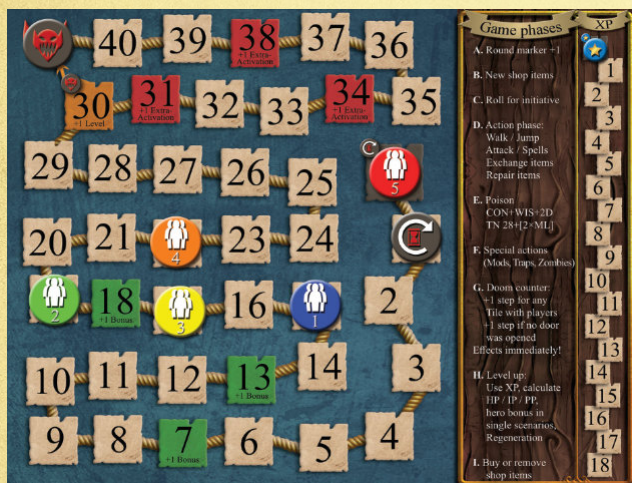 40
39
38
+1 Extra-
Activation
37
36
30
+1 Level
31
+1 Extra-
Activation
32
33
34
+1 Extra-
Activation
35
29
28
27
26
25
5
20
21
4
23
24
2
18
+1 Bonus
3
16
1
2
10
11
12
13
+1 Bonus
14
3
9
8
7
+1 Bonus
6
5
4
Game phases
A. Round marker +1
B. New shop items
C. Roll for initiative
D. Action phase:
Walk / Jump
Attack / Spells
Exchange items
Repair items
E. Poison
CON+WIS+2D
TN 28+[2×ML]
F. Special actions
(Mods, Traps, Zombies)
G. Doom counter:
+1 step for any
Tile with players
+1 step if no door
was opened
Effects immediately!
H. Level up:
Use XP, calculate
HP / IP / PP,
hero bonus in
single scenarios,
Regeneration
I. Buy or remove
shop items
XP
1
2
3
4
5
6
7
8
9
10
11
12
13
14
15
16
17
18